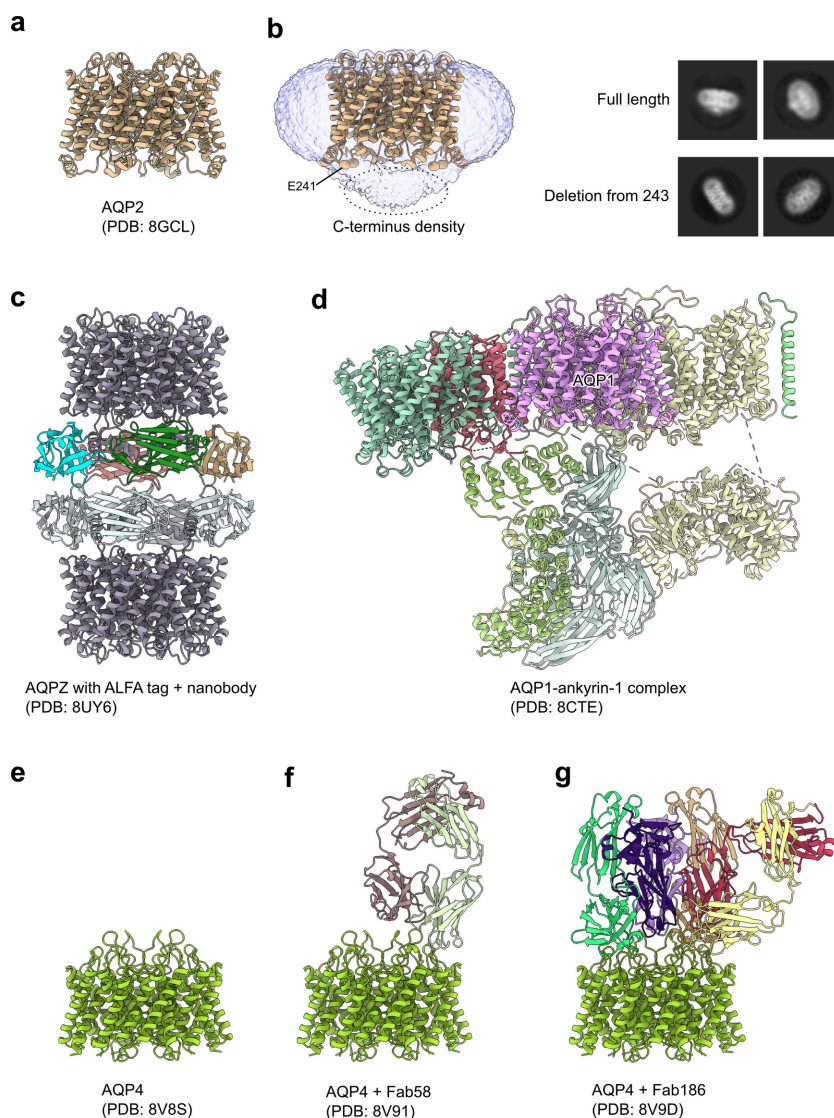 a
AQP2
(PDB: 8GCL)
b
E241
C-terminus density
Full length
Deletion from 243
c
AQPZ with ALFA tag + nanobody
(PDB: 8UY6)
d
AQP1
AQP1-ankyrin-1 complex
(PDB: 8CTE)
e
AQP4
(PDB: 8V8S)
f
AQP4 + Fab58
(PDB: 8V91)
g
AQP4 + Fab186
(PDB: 8V9D)